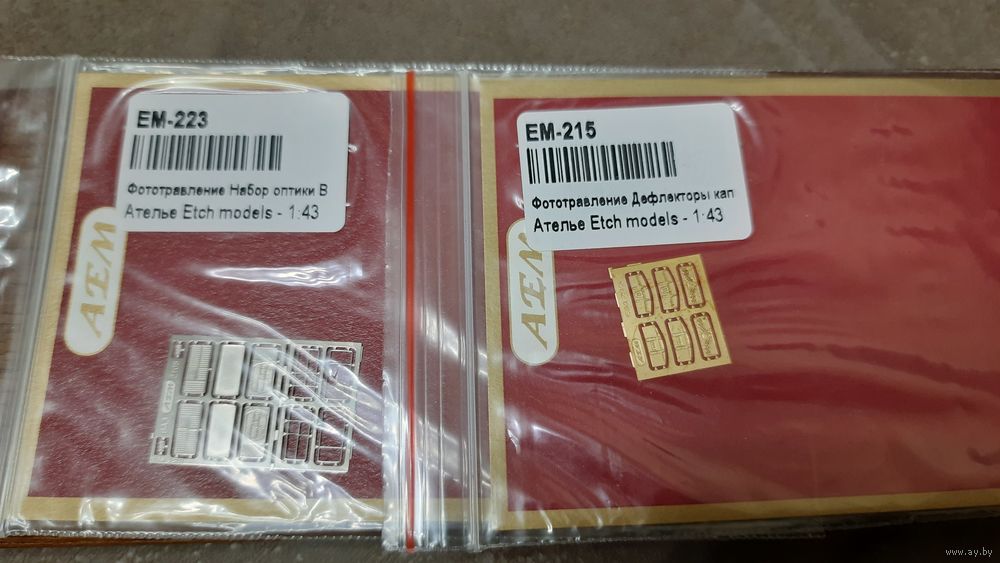 EM-223
Фототравление Набор оптики В
Ателье Etch models - 1:43
AEM
EM-215
Фототравление Дефлекторы кап
Ателье Etch models - 1:43
AEM
www.ay.by